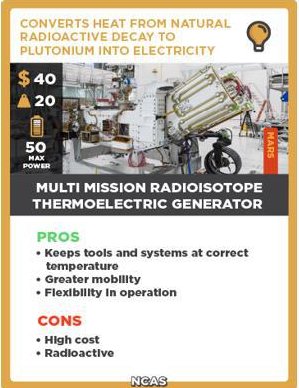 CONVERTS HEAT FROM NATURAL
RADIOACTIVE DECAY TO
PLUTONIUM INTO ELECTRICITY
$ 40
20
50
MAX
POWER
MARS
MULTI MISSION RADIOISOTOPE
THERMOELECTRIC GENERATOR
PROS
• Keeps tools and systems at correct
temperature
• Greater mobility
• Flexibility in operation
CONS
• High cost
• Radioactive
NCAS